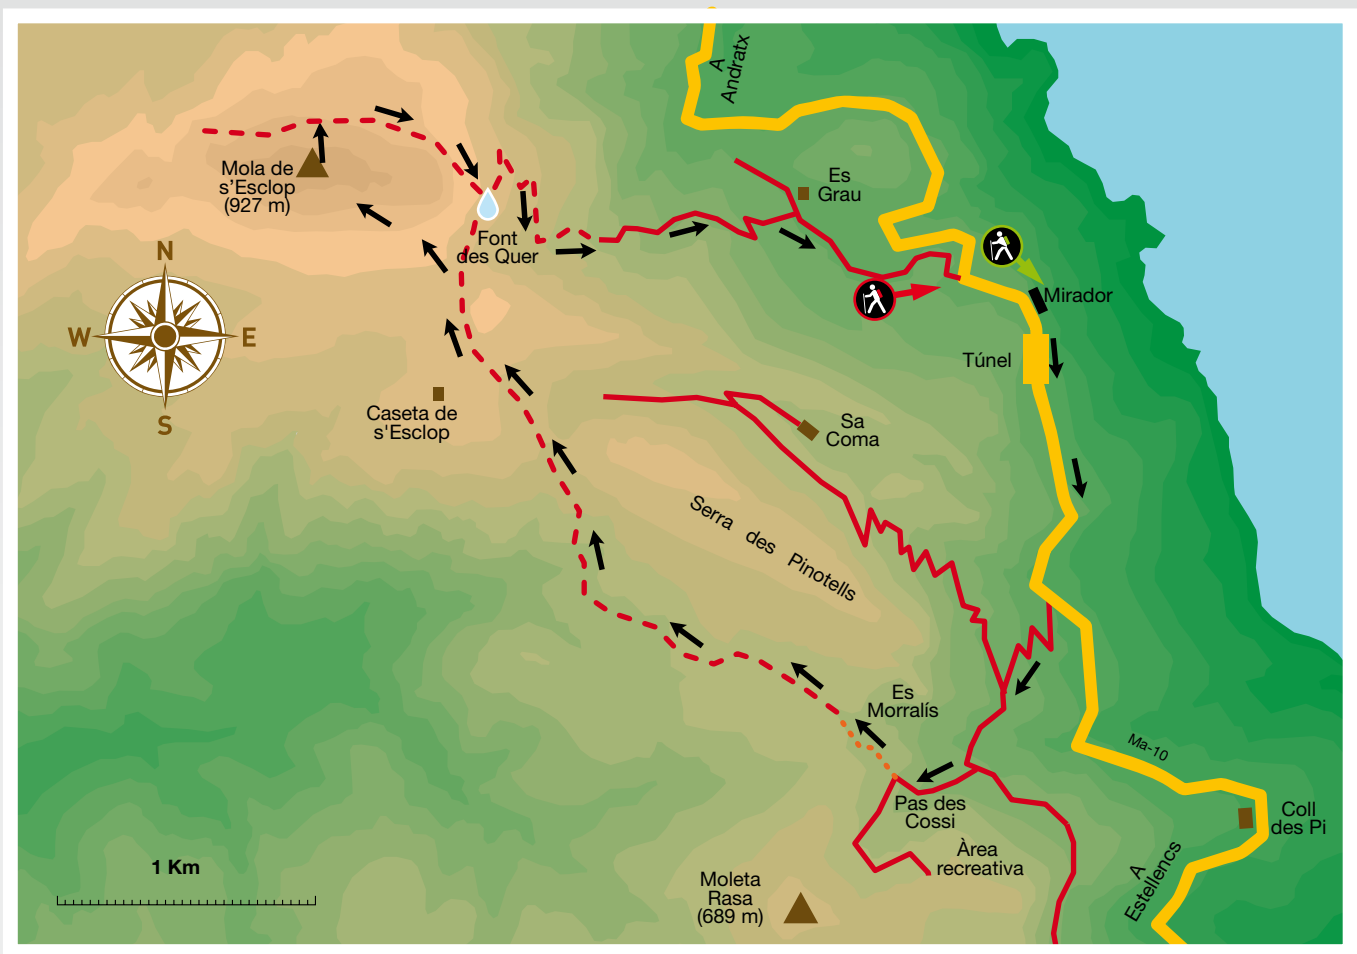 A
Andratx
Mola de
s'Esclop
(927 m)
Es
Grau
Font
des Quer
N
W
E
S
Mirador
Túnel
Caseta de
s'Esclop
Sa
Coma
Serra des Pinotells
Es
Morralís
Ma-10
Pas des
Cossi
Coll
des Pi
Àrea
recreativa
A
Estellencs
1 Km
Moleta
Rasa
(689 m)